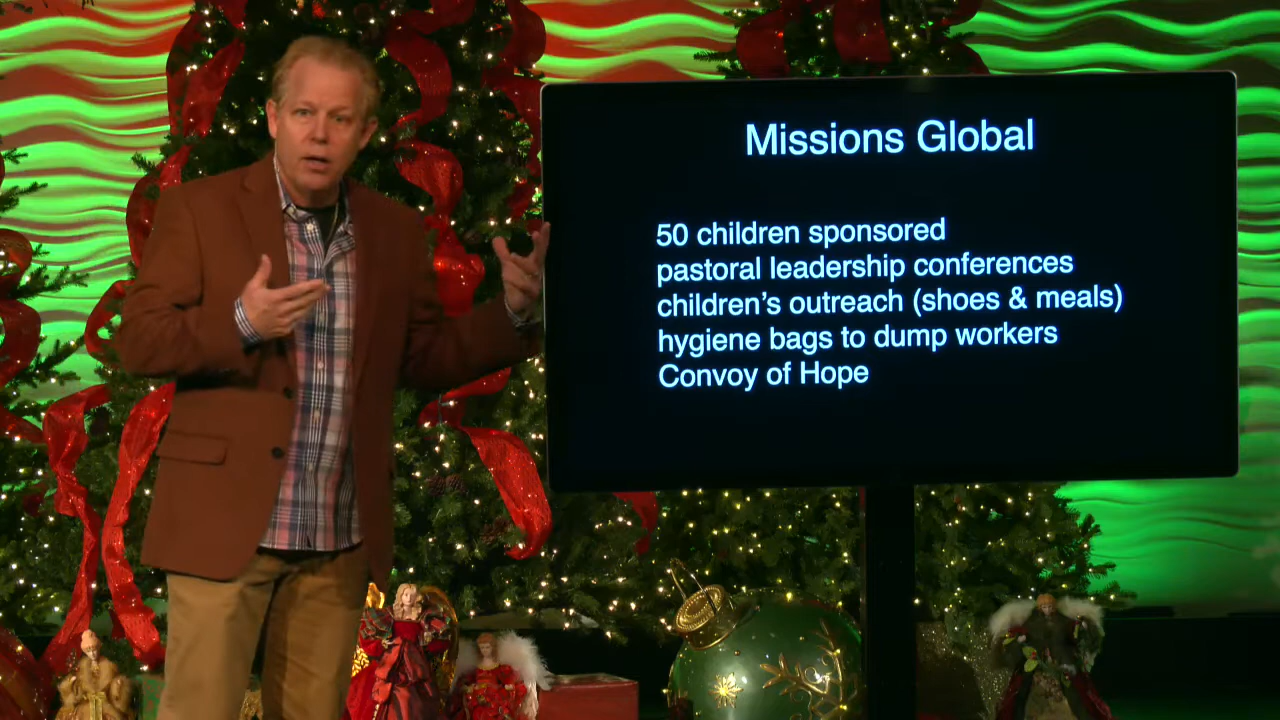 Missions Global
50 children sponsored
pastoral leadership conferences
children’s outreach (shoes & meals)
hygiene bags to dump workers
Convoy of Hope